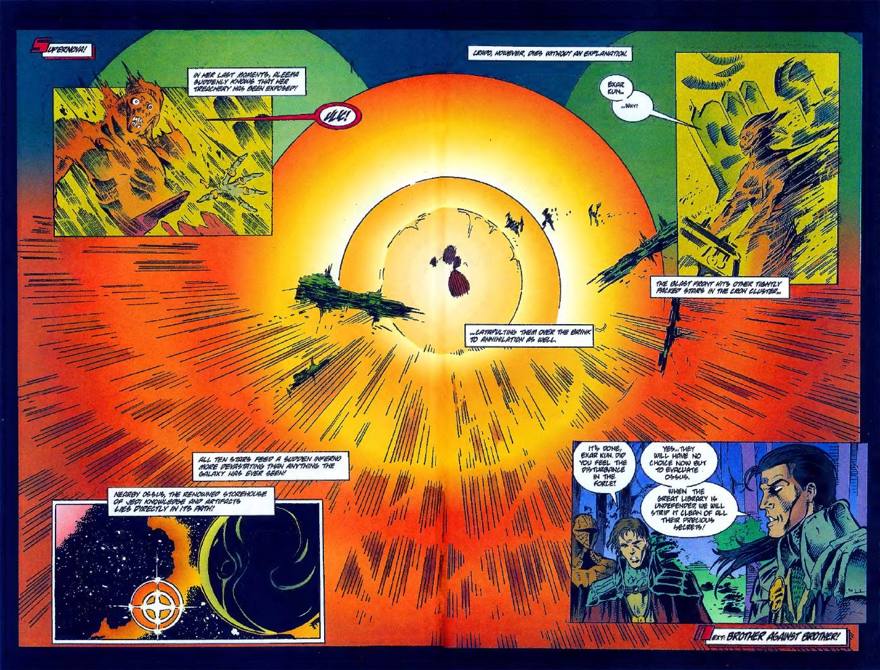 SUPERNOVA!
IN HER LAST MOMENTS, ALEEMA
SUDDENLY KNOWS THAT HER
TREACHERY HAS BEEN EXPOSED!
CRADO, HOWEVER, DIES WITHOUT AN EXPLANATION.
EXAR
KUN...
...WHY?
THE BLAST FRONT HITS OTHER TIGHTLY
PACKED STARS IN THE CRON CLUSTER...
...CATAPULTING THEM OVER THE BRINK
TO ANNIHILATION AS WELL.
ALL TEN STARS FEED A SUDDEN INFERNO
MORE DEVASTATING THAN ANYTHING THE
GALAXY HAS EVER SEEN!
NEARBY OSSUS, THE RENOWNED STOREHOUSE
OF JEDI KNOWLEDGE AND ARTIFACTS
LIES DIRECTLY IN ITS PATH!
IT'S DONE,
EXAR KUN. DID
YOU FEEL THE
DISTURBANCE
IN THE
FORCE?
YES...THEY
WILL HAVE NO
CHOICE NOW BUT
TO EVACUATE
OSSUS.
WHEN THE
GREAT LIBRARY IS
UNDEFENDED WE WILL
STRIP IT CLEAN OF ALL
THEIR PRECIOUS
SECRETS!
NEXT: BROTHER AGAINST BROTHER!